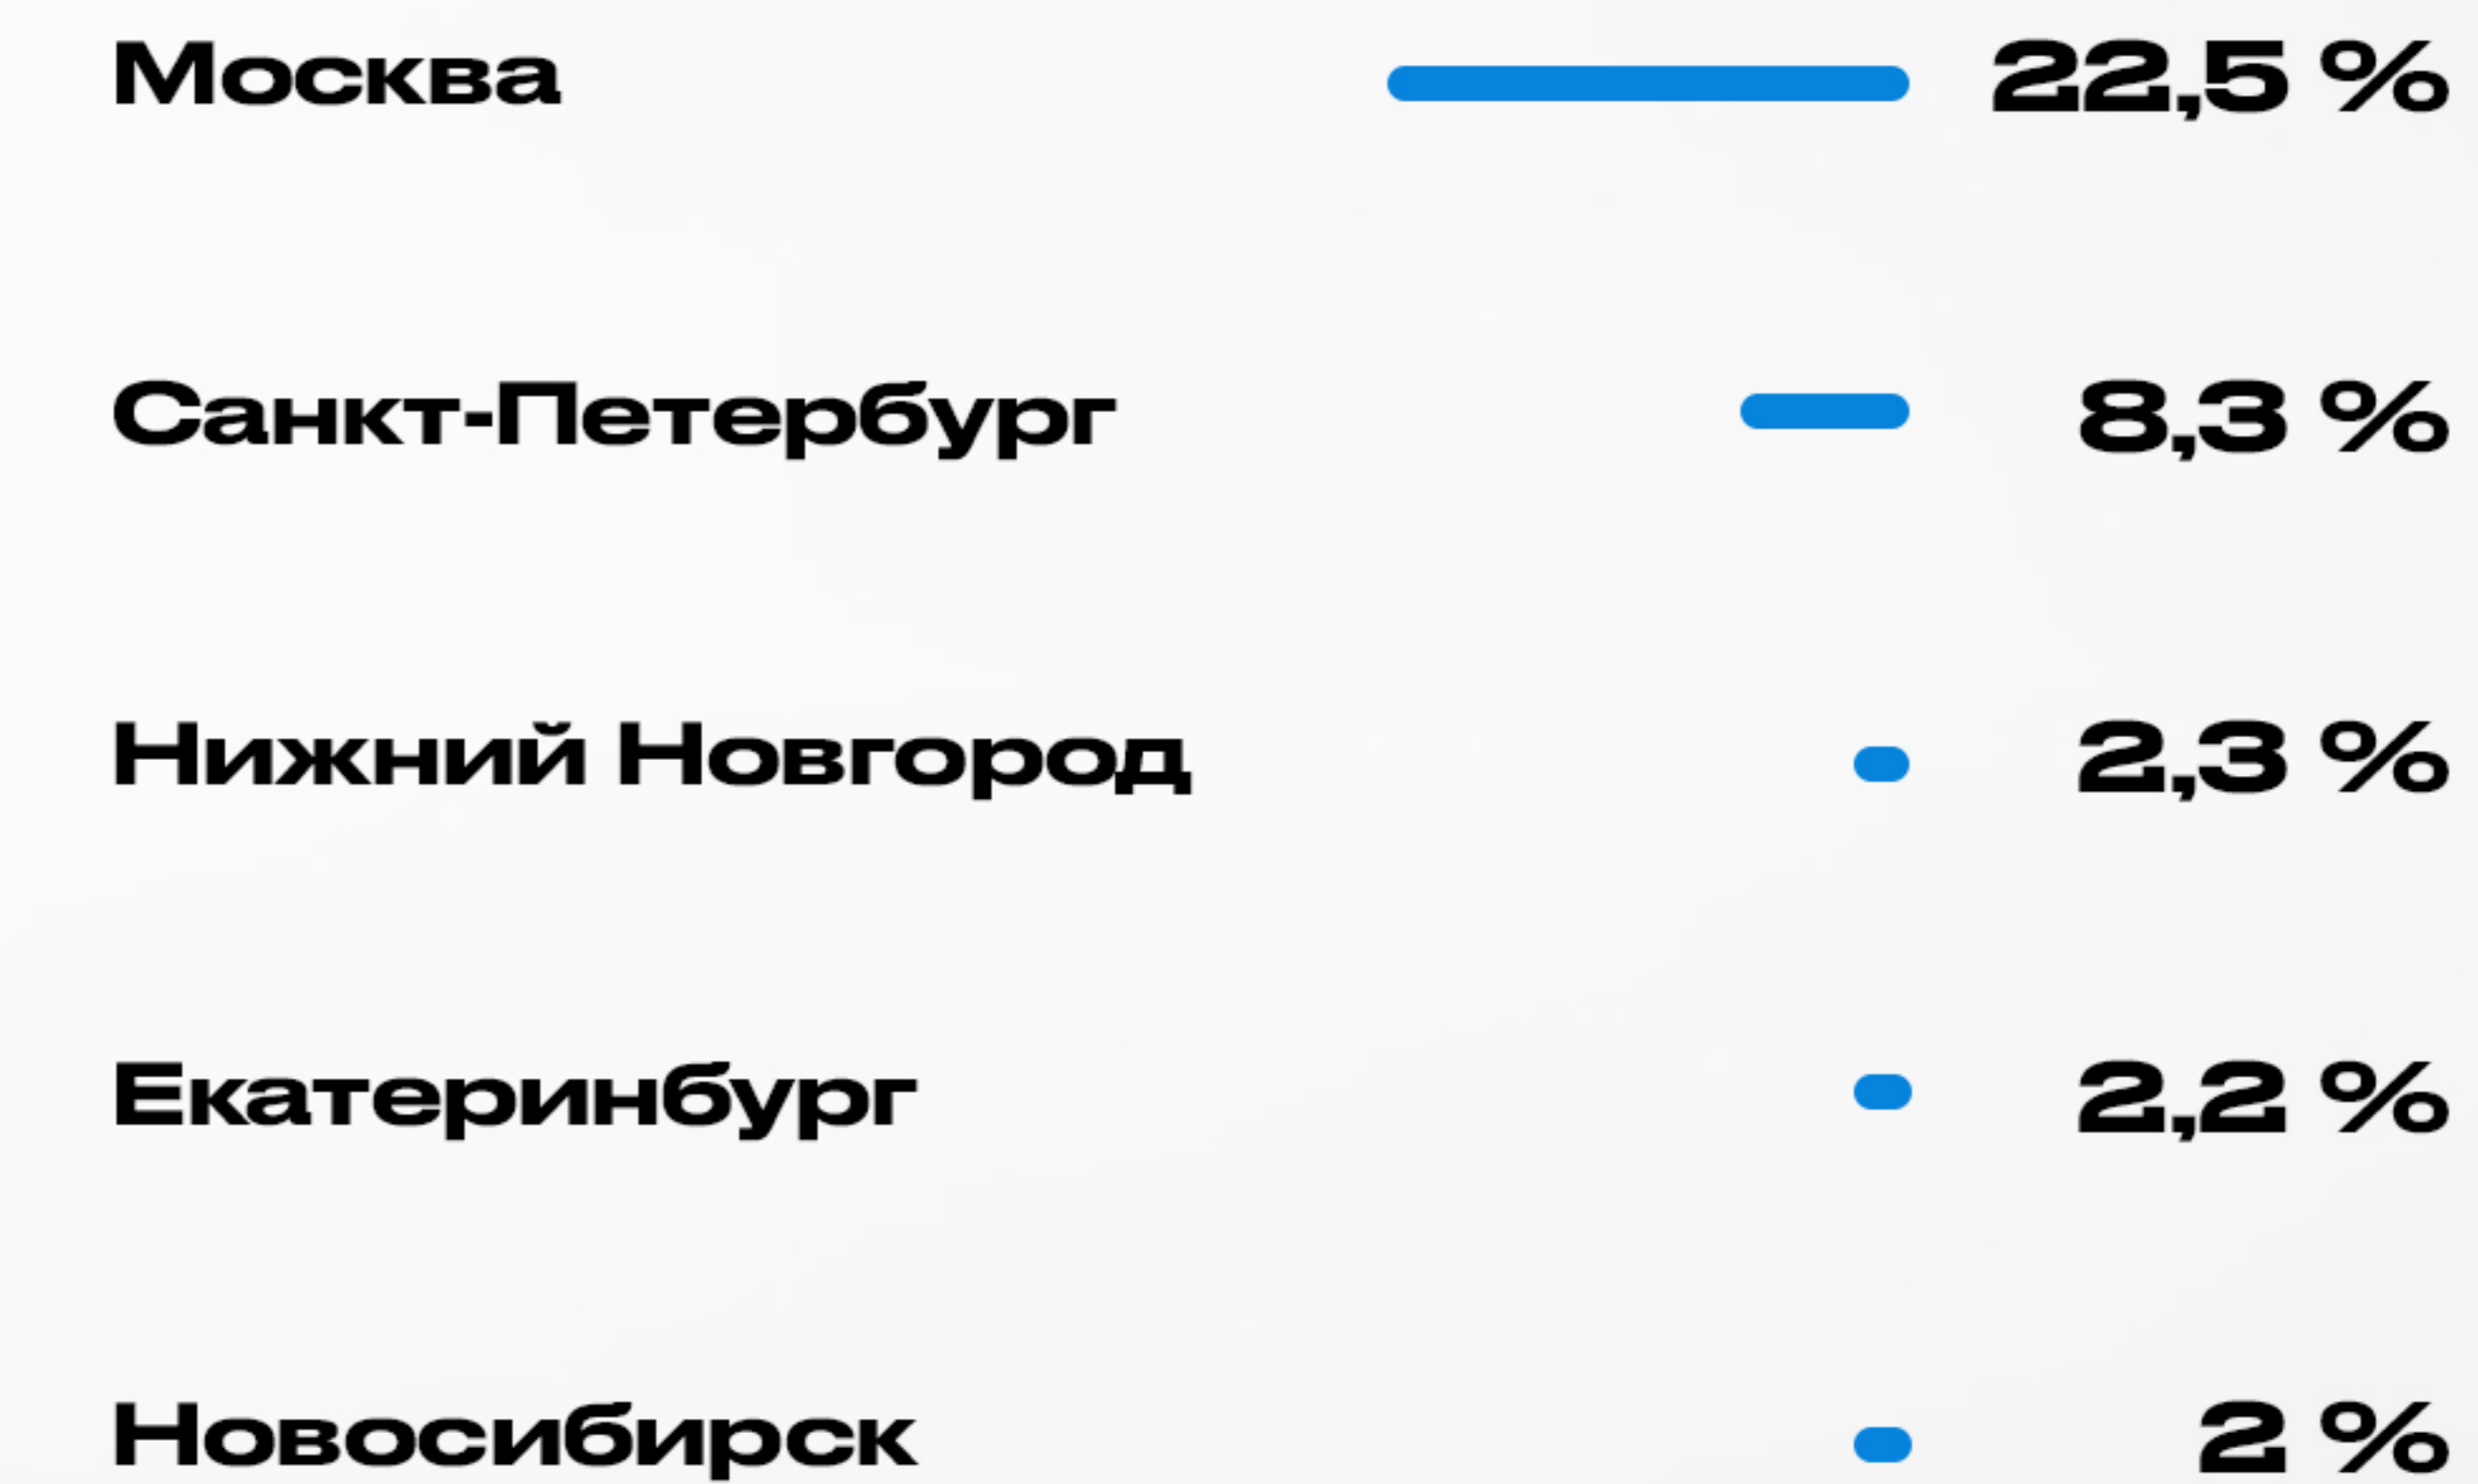 Москва 22,5 %
Санкт-Петербург 8,3 %
Нижний Новгород 2,3 %
Екатеринбург 2,2 %
Новосибирск 2 %